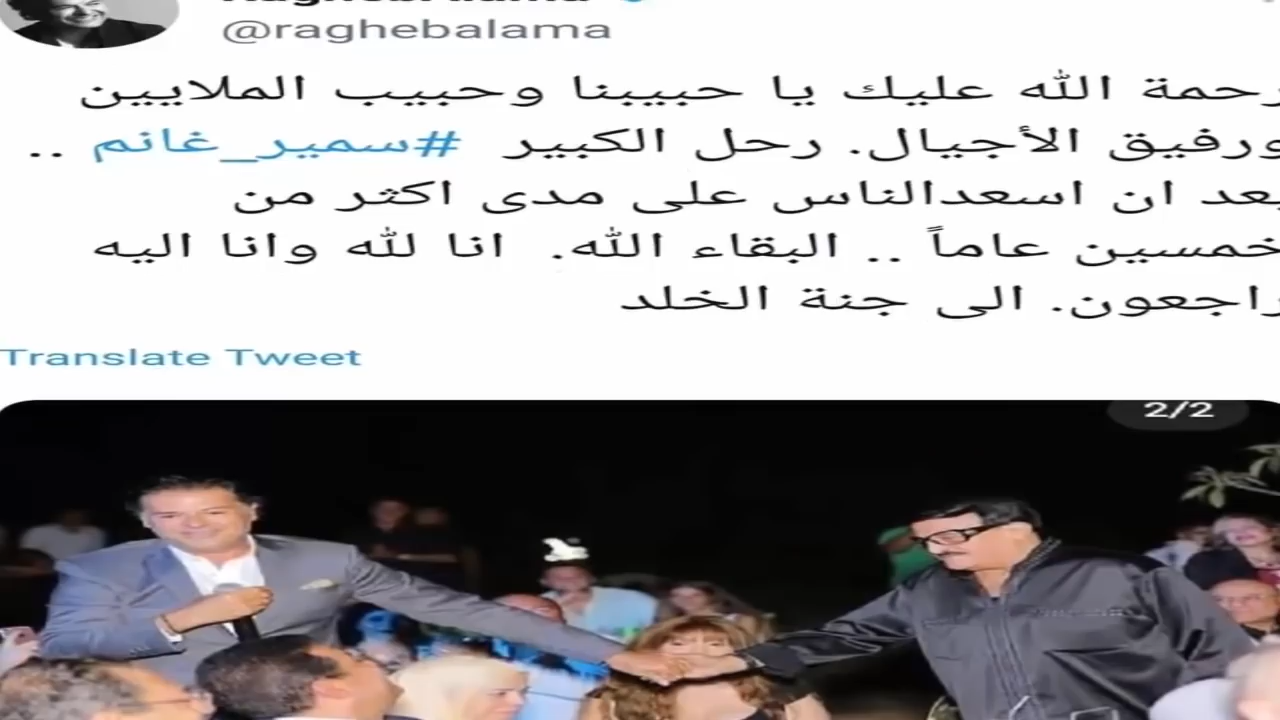 @raghebalama
رحمة الله عليك يا حبيبنا وحبيب الملايين
ورفيق الأجيال. رحل الكبير #سمير_غانم ..
بعد ان اسعدالناس على مدى اكثر من
خمسين عاماً .. البقاء الله. انا لله وانا اليه
راجعون. الى جنة الخلد
Translate Tweet
2/2